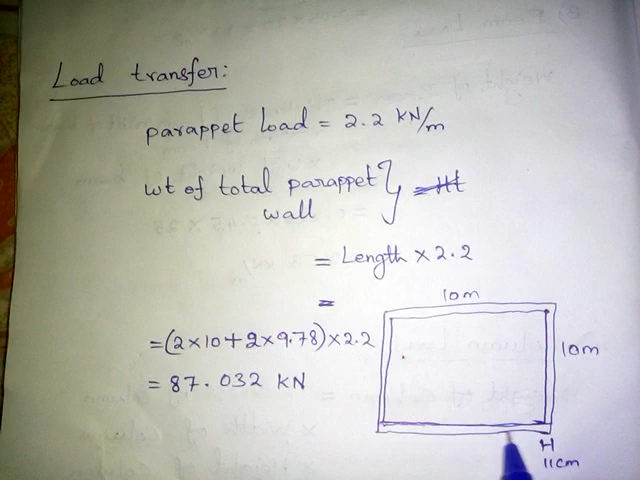 Load transfer:
parappet Load = 2.2 KN/m
wt of total parappet } = Ht
wall
= Length × 2.2
=
10m
=(2×10+2×9.78)×2.2
10m
= 87.032 KN
H
11cm